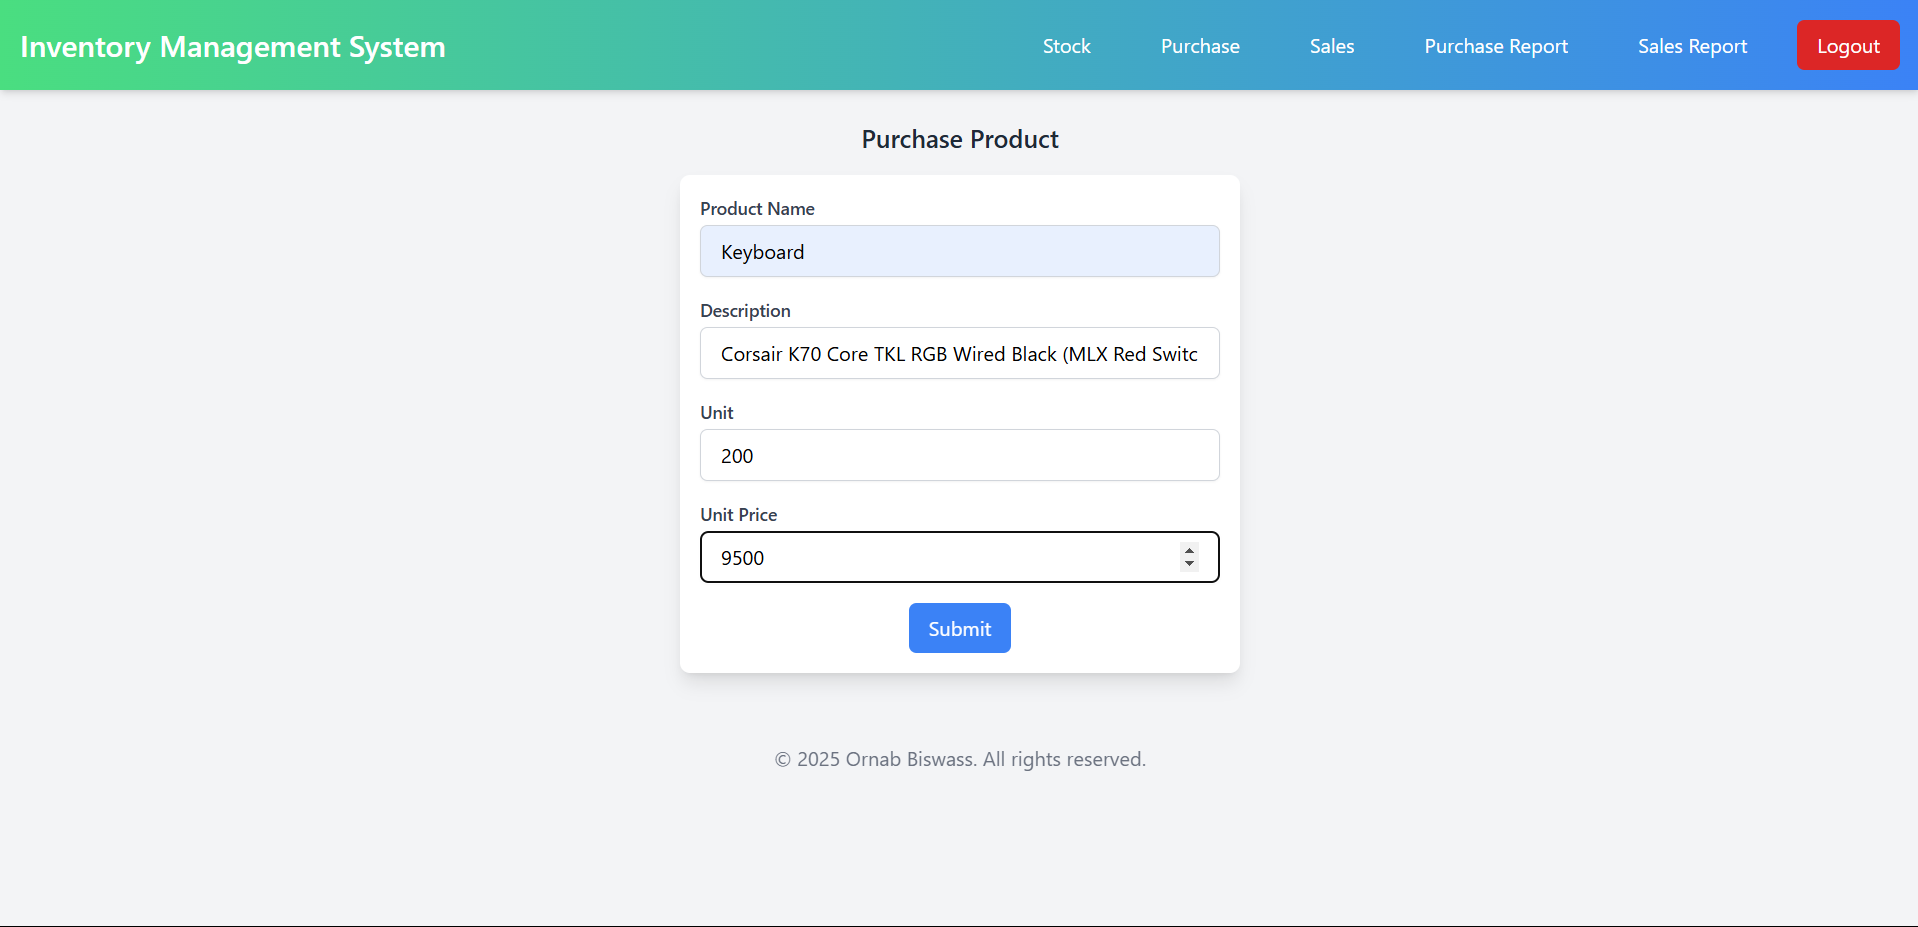 Inventory Management System
Stock Purchase Sales Purchase Report Sales Report Logout
Purchase Product
Product Name
Keyboard
Description
Corsair K70 Core TKL RGB Wired Black (MLX Red Switc
Unit
200
Unit Price
9500
Submit
© 2025 Ornab Biswass. All rights reserved.